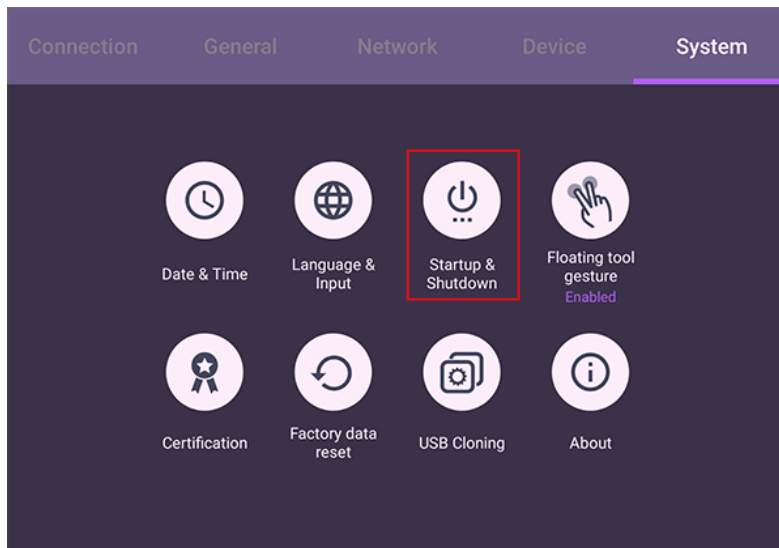 Connection General Network Device System
Date & Time
Language &
Input
Startup &
Shutdown
Floating tool
gesture
Enabled
Certification
Factory data
reset
USB Cloning
About